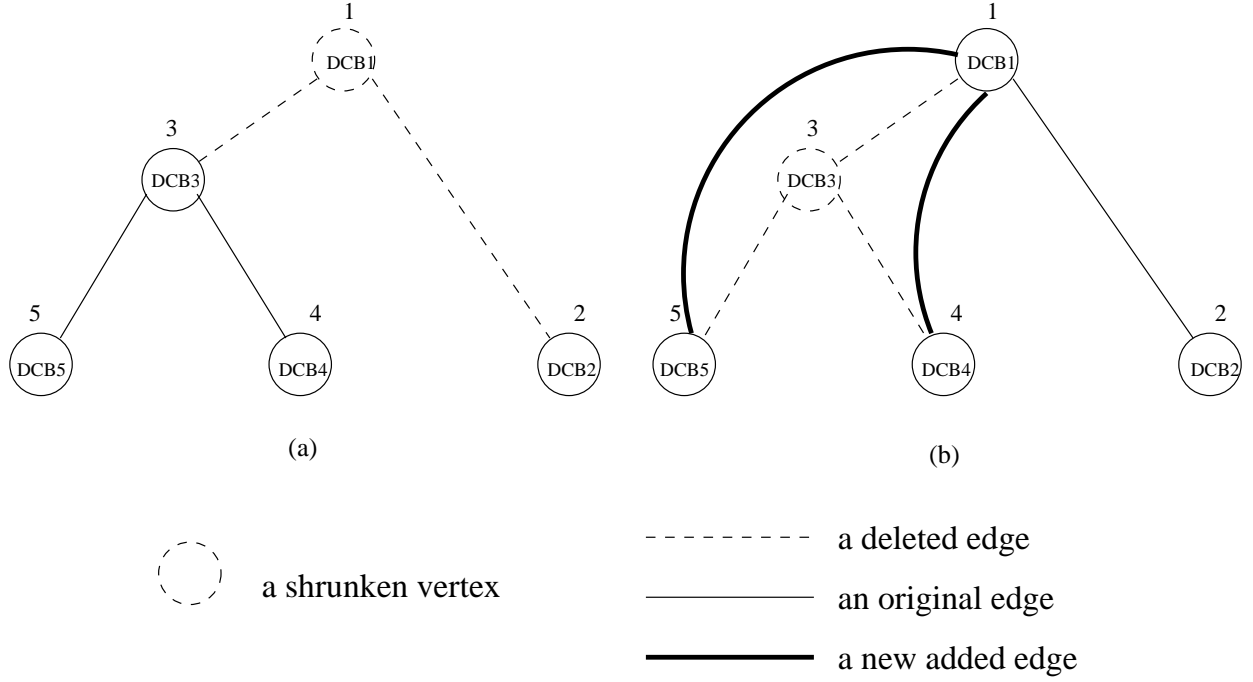 1
DCB1
3
DCB3
5
DCB5
4
DCB4
2
DCB2
(a)
1
DCB1
3
DCB3
5
DCB5
4
DCB4
2
DCB2
(b)
a shrunken vertex
a deleted edge
an original edge
a new added edge